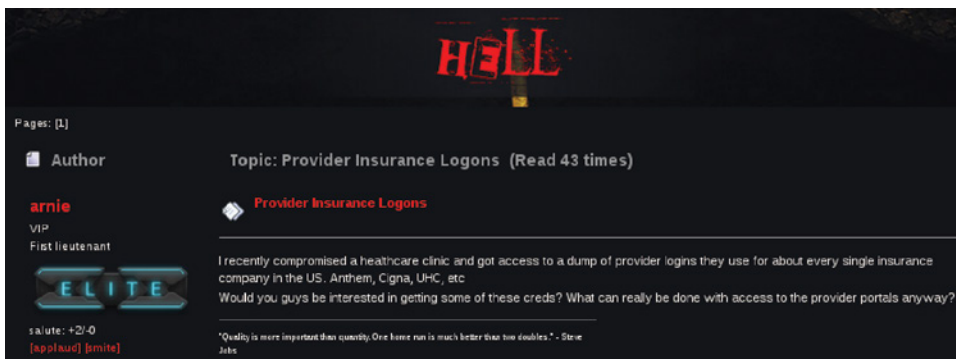 HELL
Pages: [1]
Author
Topic: Provider Insurance Logons (Read 43 times)
arnie
VIP
First lieutenant
ELITE
salute: +2/-0
[applaud] [smite]
Provider Insurance Logons
I recently compromised a healthcare clinic and got access to a dump of provider logins they use for about every single insurance
company in the US. Anthem, Cigna, UHC, etc
Would you guys be interested in getting some of these creds? What can really be done with access to the provider portals anyway?
"Quality is more important than quantity. One home run is much better than two doubles." - Steve
Jobs